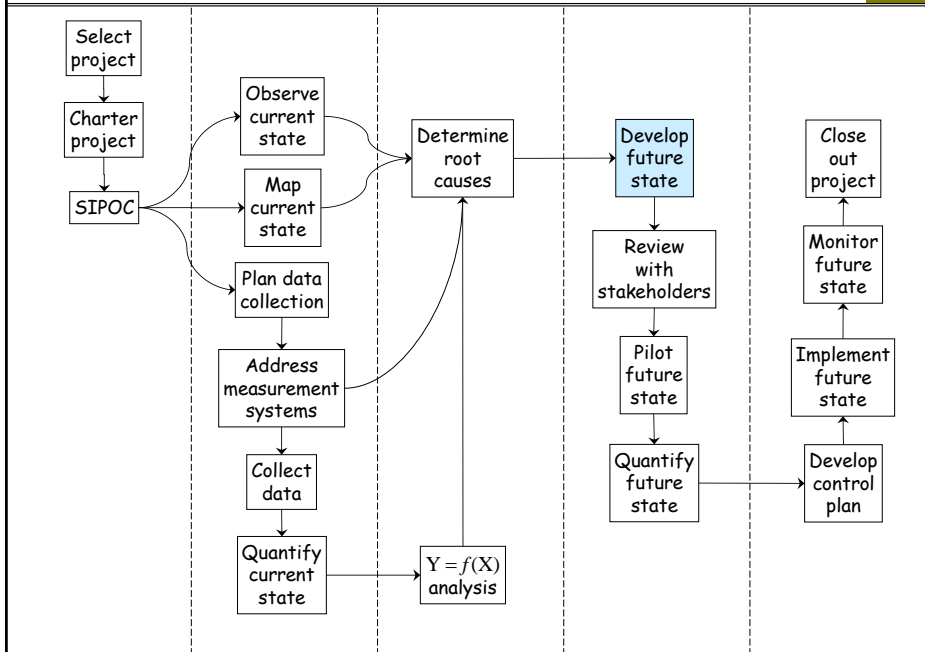 Select
project
Charter
project
SIPOC
Observe
current
state
Map
current
state
Plan data
collection
Address
measurement
systems
Collect
data
Quantify
current
state
Determine
root
causes
Y = f(X)
analysis
Develop
future
state
Review
with
stakeholders
Pilot
future
state
Quantify
future
state
Close
out
project
Monitor
future
state
Implement
future
state
Develop
control
plan